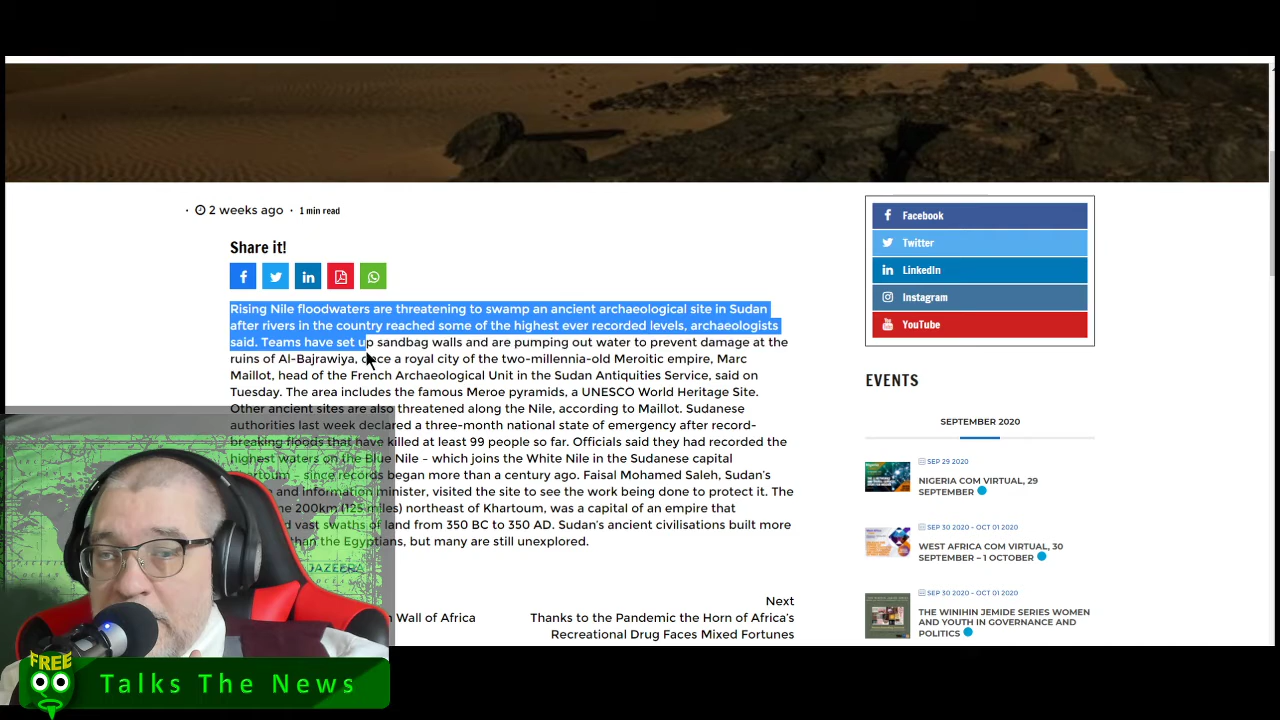 · 2 weeks ago · 1 min read
Share it!
Rising Nile floodwaters are threatening to swamp an ancient archaeological site in Sudan
after rivers in the country reached some of the highest ever recorded levels, archaeologists
said. Teams have set up sandbag walls and are pumping out water to prevent damage at the
ruins of Al-Bajrawiya, once a royal city of the two-millennia-old Meroitic empire, Marc
Maillot, head of the French Archaeological Unit in the Sudan Antiquities Service, said on
Tuesday. The area includes the famous Meroe pyramids, a UNESCO World Heritage Site.
Other ancient sites are also threatened along the Nile, according to Maillot. Sudanese
authorities last week declared a three-month national state of emergency after record-
breaking floods that have killed at least 99 people so far. Officials said they had recorded the
highest waters on the Blue Nile – which joins the White Nile in the Sudanese capital
– since records began more than a century ago. Faisal Mohamed Saleh, Sudan's
and information minister, visited the site to see the work being done to protect it. The
200km (125 miles) northeast of Khartoum, was a capital of an empire that
vast swaths of land from 350 BC to 350 AD. Sudan's ancient civilisations built more
than the Egyptians, but many are still unexplored.
JAZEERA
Wall of Africa
Thanks to the Pandemic the Horn of Africa's
Recreational Drug Faces Mixed Fortunes
Next
Facebook
Twitter
LinkedIn
Instagram
YouTube
EVENTS
SEPTEMBER 2020
SEP 29 2020
NIGERIA COM VIRTUAL, 29
SEPTEMBER
SEP 30 2020 - OCT 01 2020
WEST AFRICA COM VIRTUAL, 30
SEPTEMBER – 1 OCTOBER
SEP 30 2020 - OCT 01 2020
THE WINIHIN JEMIDE SERIES WOMEN
AND YOUTH IN GOVERNANCE AND
POLITICS
FREE
Talks The News